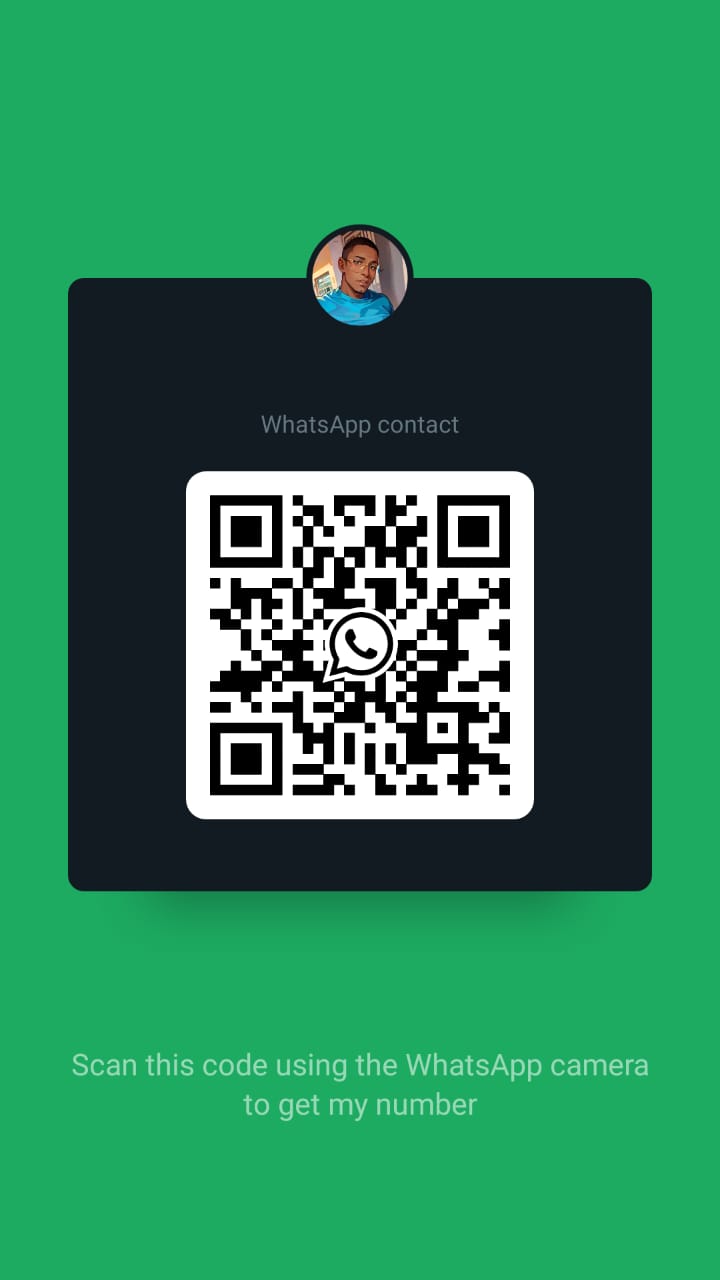 WhatsApp contact
Scan this code using the WhatsApp camera
to get my number